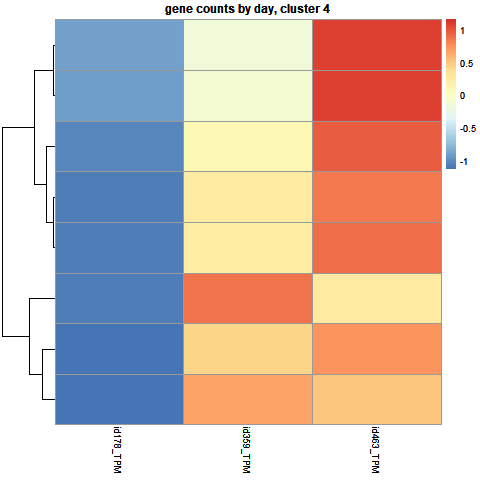 gene counts by day, cluster 4
1
0.5
0
-0.5
-1
id178_TPM
id359_TPM
id463_TPM